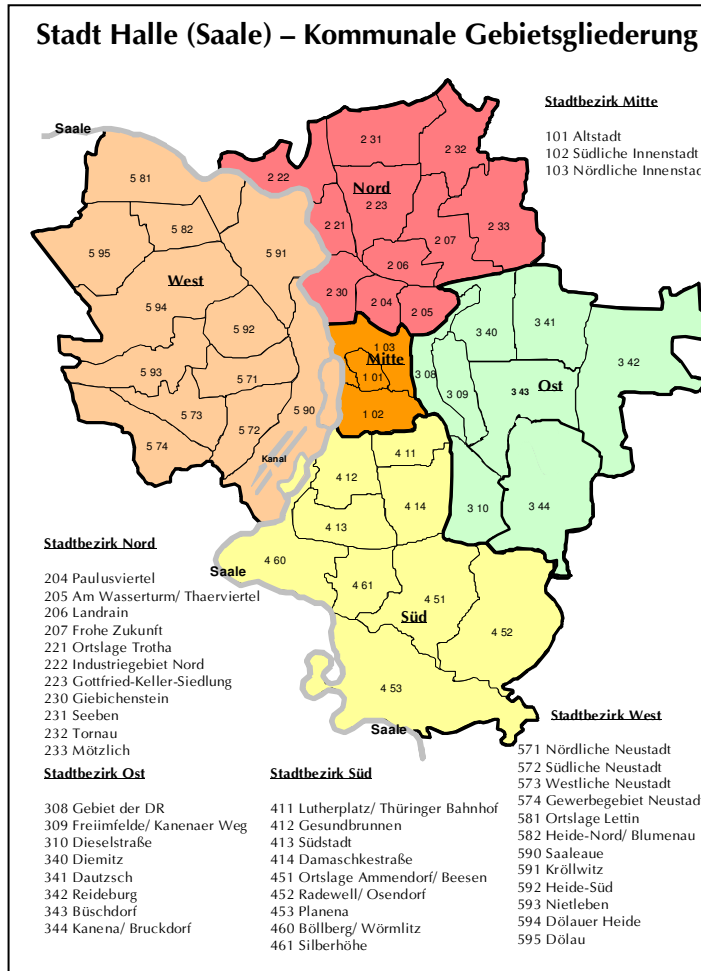 Stadt Halle (Saale) – Kommunale Gebietsgliederung
Stadtbezirk Mitte
101 Altstadt
102 Südliche Innenstadt
103 Nördliche Innenstad
Saale
2 31
2 32
5 81
2 22
Nord
2 23
5 82
2 21
2 33
5 95
5 91
2 07
West
2 06
2 30
2 04
2 05
5 94
5 92
3 40
3 41
1 03
Mitte
3 42
5 93
5 71
1 01
3 08
3 09
3 43
Ost
5 73
5 90
1 02
5 74
5 72
Kanal
4 11
4 12
4 14
3 10
3 44
4 13
4 60
Saale
4 61
4 51
Süd
4 52
4 53
Saale
Stadtbezirk Nord
204 Paulusviertel
205 Am Wasserturm/ Thaerviertel
206 Landrain
207 Frohe Zukunft
221 Ortslage Trotha
222 Industriegebiet Nord
223 Gottfried-Keller-Siedlung
230 Giebichenstein
231 Seeben
232 Tornau
233 Mötzlich
Stadtbezirk Ost
308 Gebiet der DR
309 Freiimfelde/ Kanenaer Weg
310 Dieselstraße
340 Diemitz
341 Dautzsch
342 Reideburg
343 Büschdorf
344 Kanena/ Bruckdorf
Stadtbezirk Süd
411 Lutherplatz/ Thüringer Bahnhof
412 Gesundbrunnen
413 Südstadt
414 Damaschkestraße
451 Ortslage Ammendorf/ Beesen
452 Radewell/ Osendorf
453 Planena
460 Böllberg/ Wörmlitz
461 Silberhöhe
Stadtbezirk West
571 Nördliche Neustadt
572 Südliche Neustadt
573 Westliche Neustadt
574 Gewerbegebiet Neustad
581 Ortslage Lettin
582 Heide-Nord/ Blumenau
590 Saaleaue
591 Kröllwitz
592 Heide-Süd
593 Nietleben
594 Dölauer Heide
595 Dölau